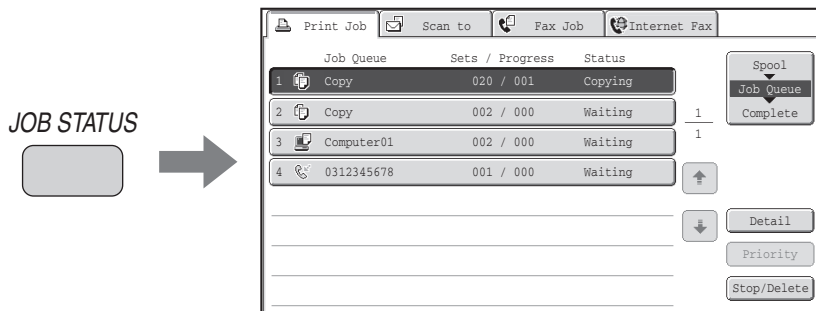 JOB STATUS
Print Job Scan to Fax Job Internet Fax
Job Queue Sets / Progress Status
1 Copy 020 / 001 Copying
2 Copy 002 / 000 Waiting
3 Computer01 002 / 000 Waiting
4 0312345678 001 / 000 Waiting
1
1
Spool
Job Queue
Complete
Detail
Priority
Stop/Delete